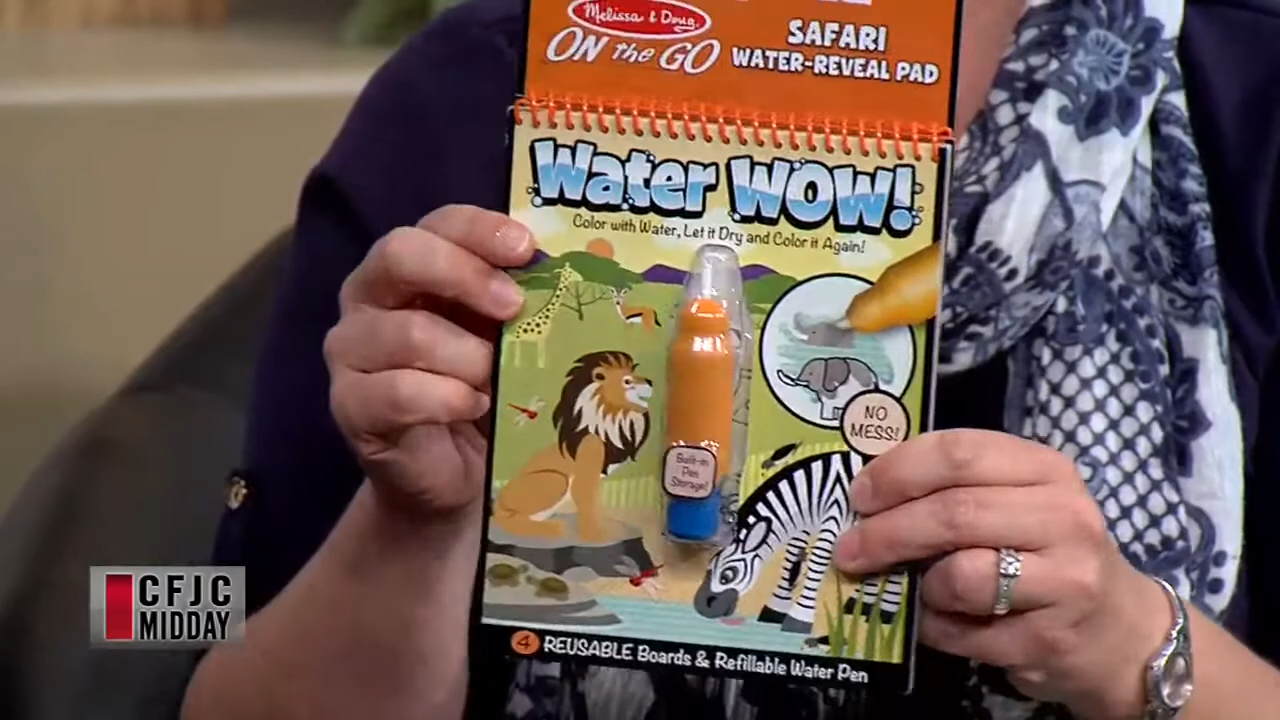 Melissa & Doug
ON the GO
SAFARI
WATER-REVEAL PAD
Water WOW!
Color with Water, Let it Dry and Color it Again!
NO
MESS!
Built-in
Pen
Storage!
4 REUSABLE Boards & Refillable Water Pen
CFJC
MIDDAY